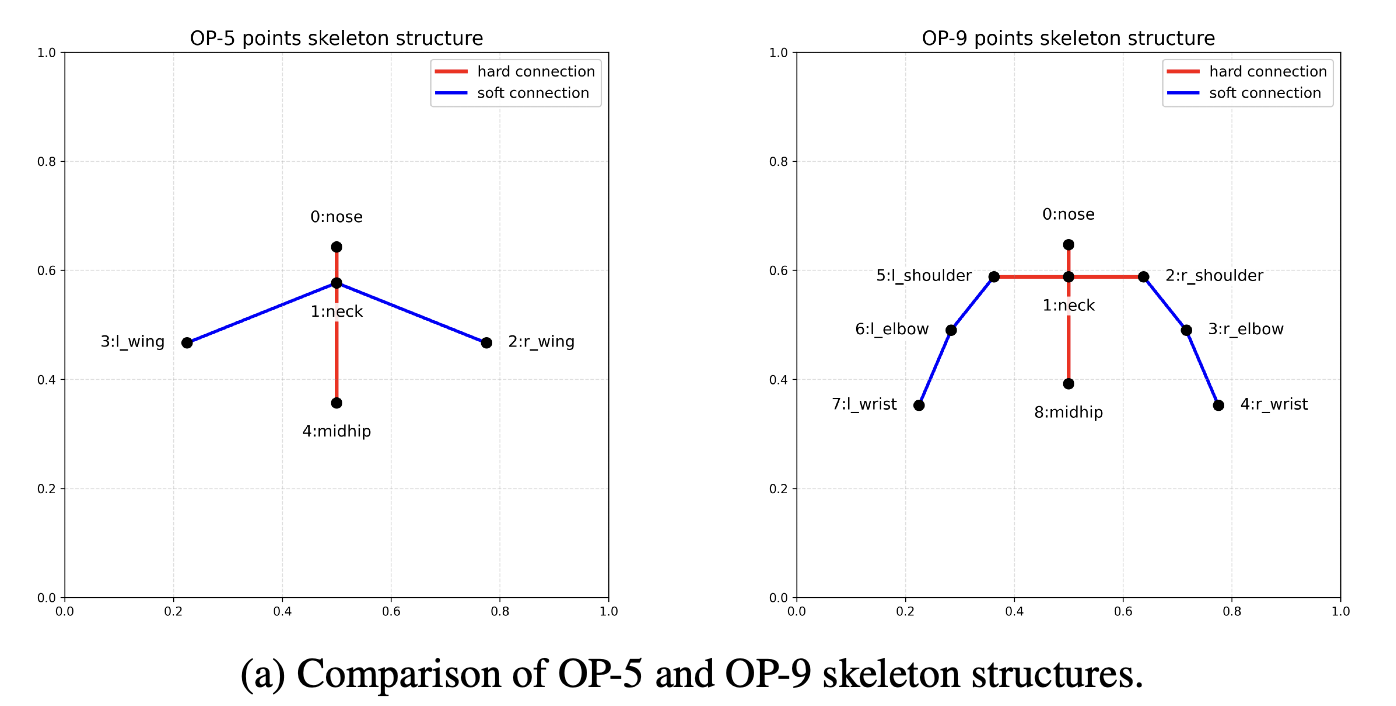 OP-5 points skeleton structure
1.0
0.8
0.6
0.4
0.2
0.0
0.0 0.2 0.4 0.6 0.8 1.0
hard connection
soft connection
0:nose
1:neck
3:l_wing
2:r_wing
4:midhip
OP-9 points skeleton structure
1.0
0.8
0.6
0.4
0.2
0.0
0.0 0.2 0.4 0.6 0.8 1.0
hard connection
soft connection
0:nose
5:l_shoulder
2:r_shoulder
1:neck
6:l_elbow
3:r_elbow
7:l_wrist
4:r_wrist
8:midhip
(a) Comparison of OP-5 and OP-9 skeleton structures.